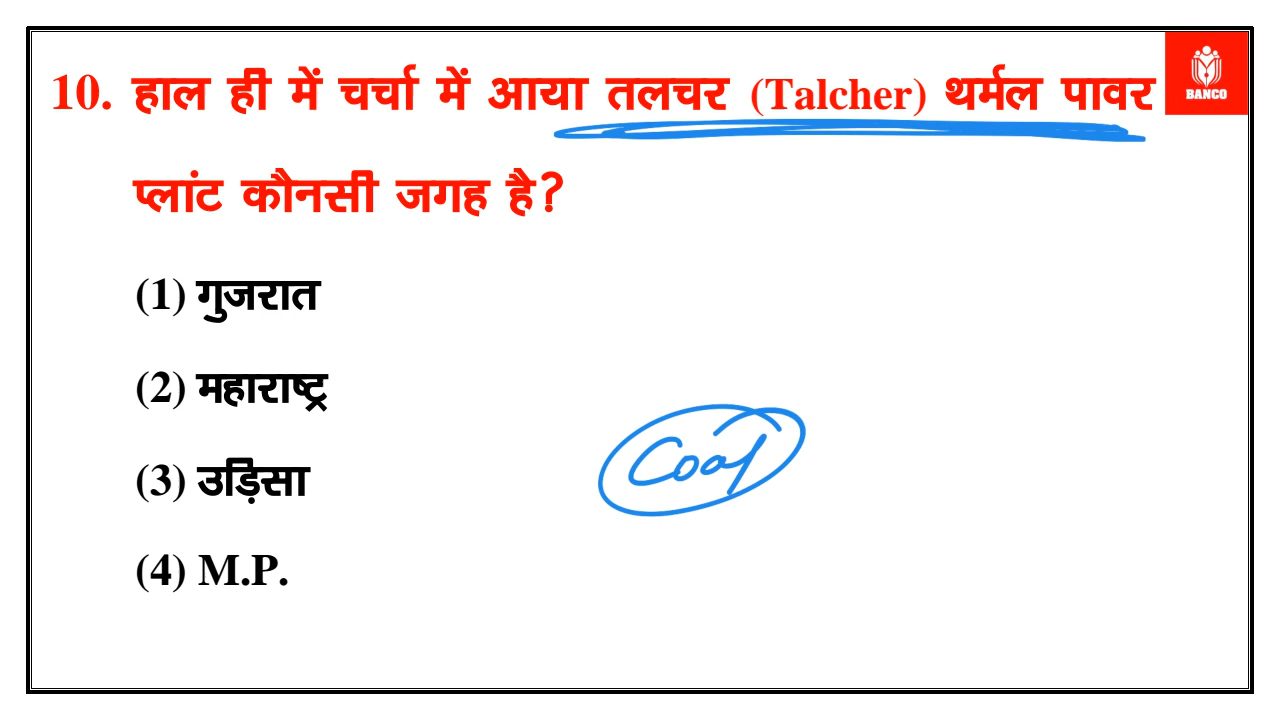 10. हाल ही में चर्चा में आया तलचर (Talcher) थर्मल पावर
BANCO
प्लांट कौनसी जगह है?
(1) गुजरात
(2) महाराष्ट्र
(3) उड़िसा
Coal
(4) M.P.